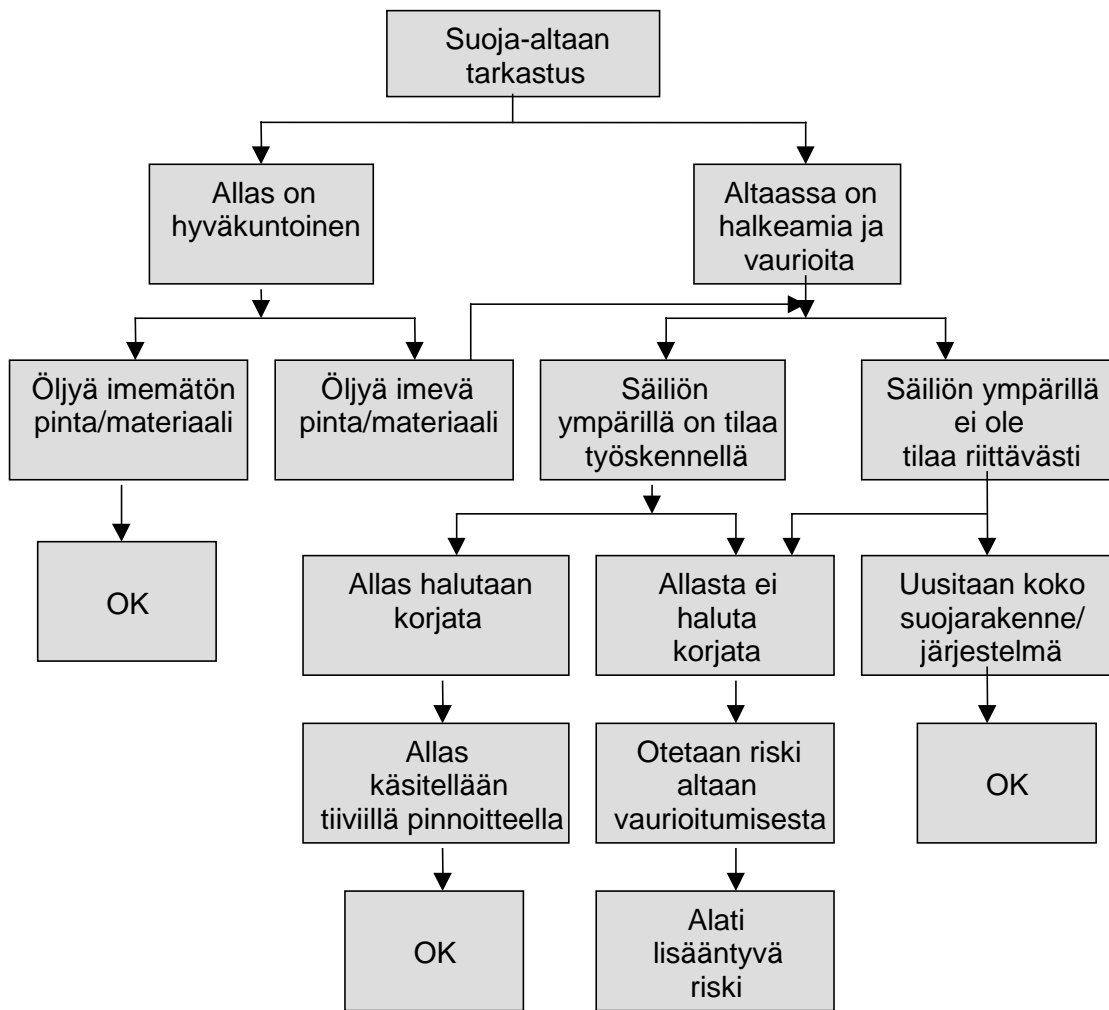 Suoja-altaan
tarkastus
Allas on
hyväkuntoinen
Altaassa on
halkeamia ja
vaurioita
Öljyä imemätön
pinta/materiaali
Öljyä imevä
pinta/materiaali
Säiliön
ympärillä on tilaa
työskennellä
Säiliön ympärillä
ei ole
tilaa riittävästi
OK
Allas halutaan
korjata
Allasta ei
haluta
korjata
Uusitaan koko
suojarakenne/
järjestelmä
Allas
käsitellään
tiiviillä pinnoitteella
Otetaan riski
altaan
vaurioitumisesta
OK
OK
Alati
lisääntyvä
riski